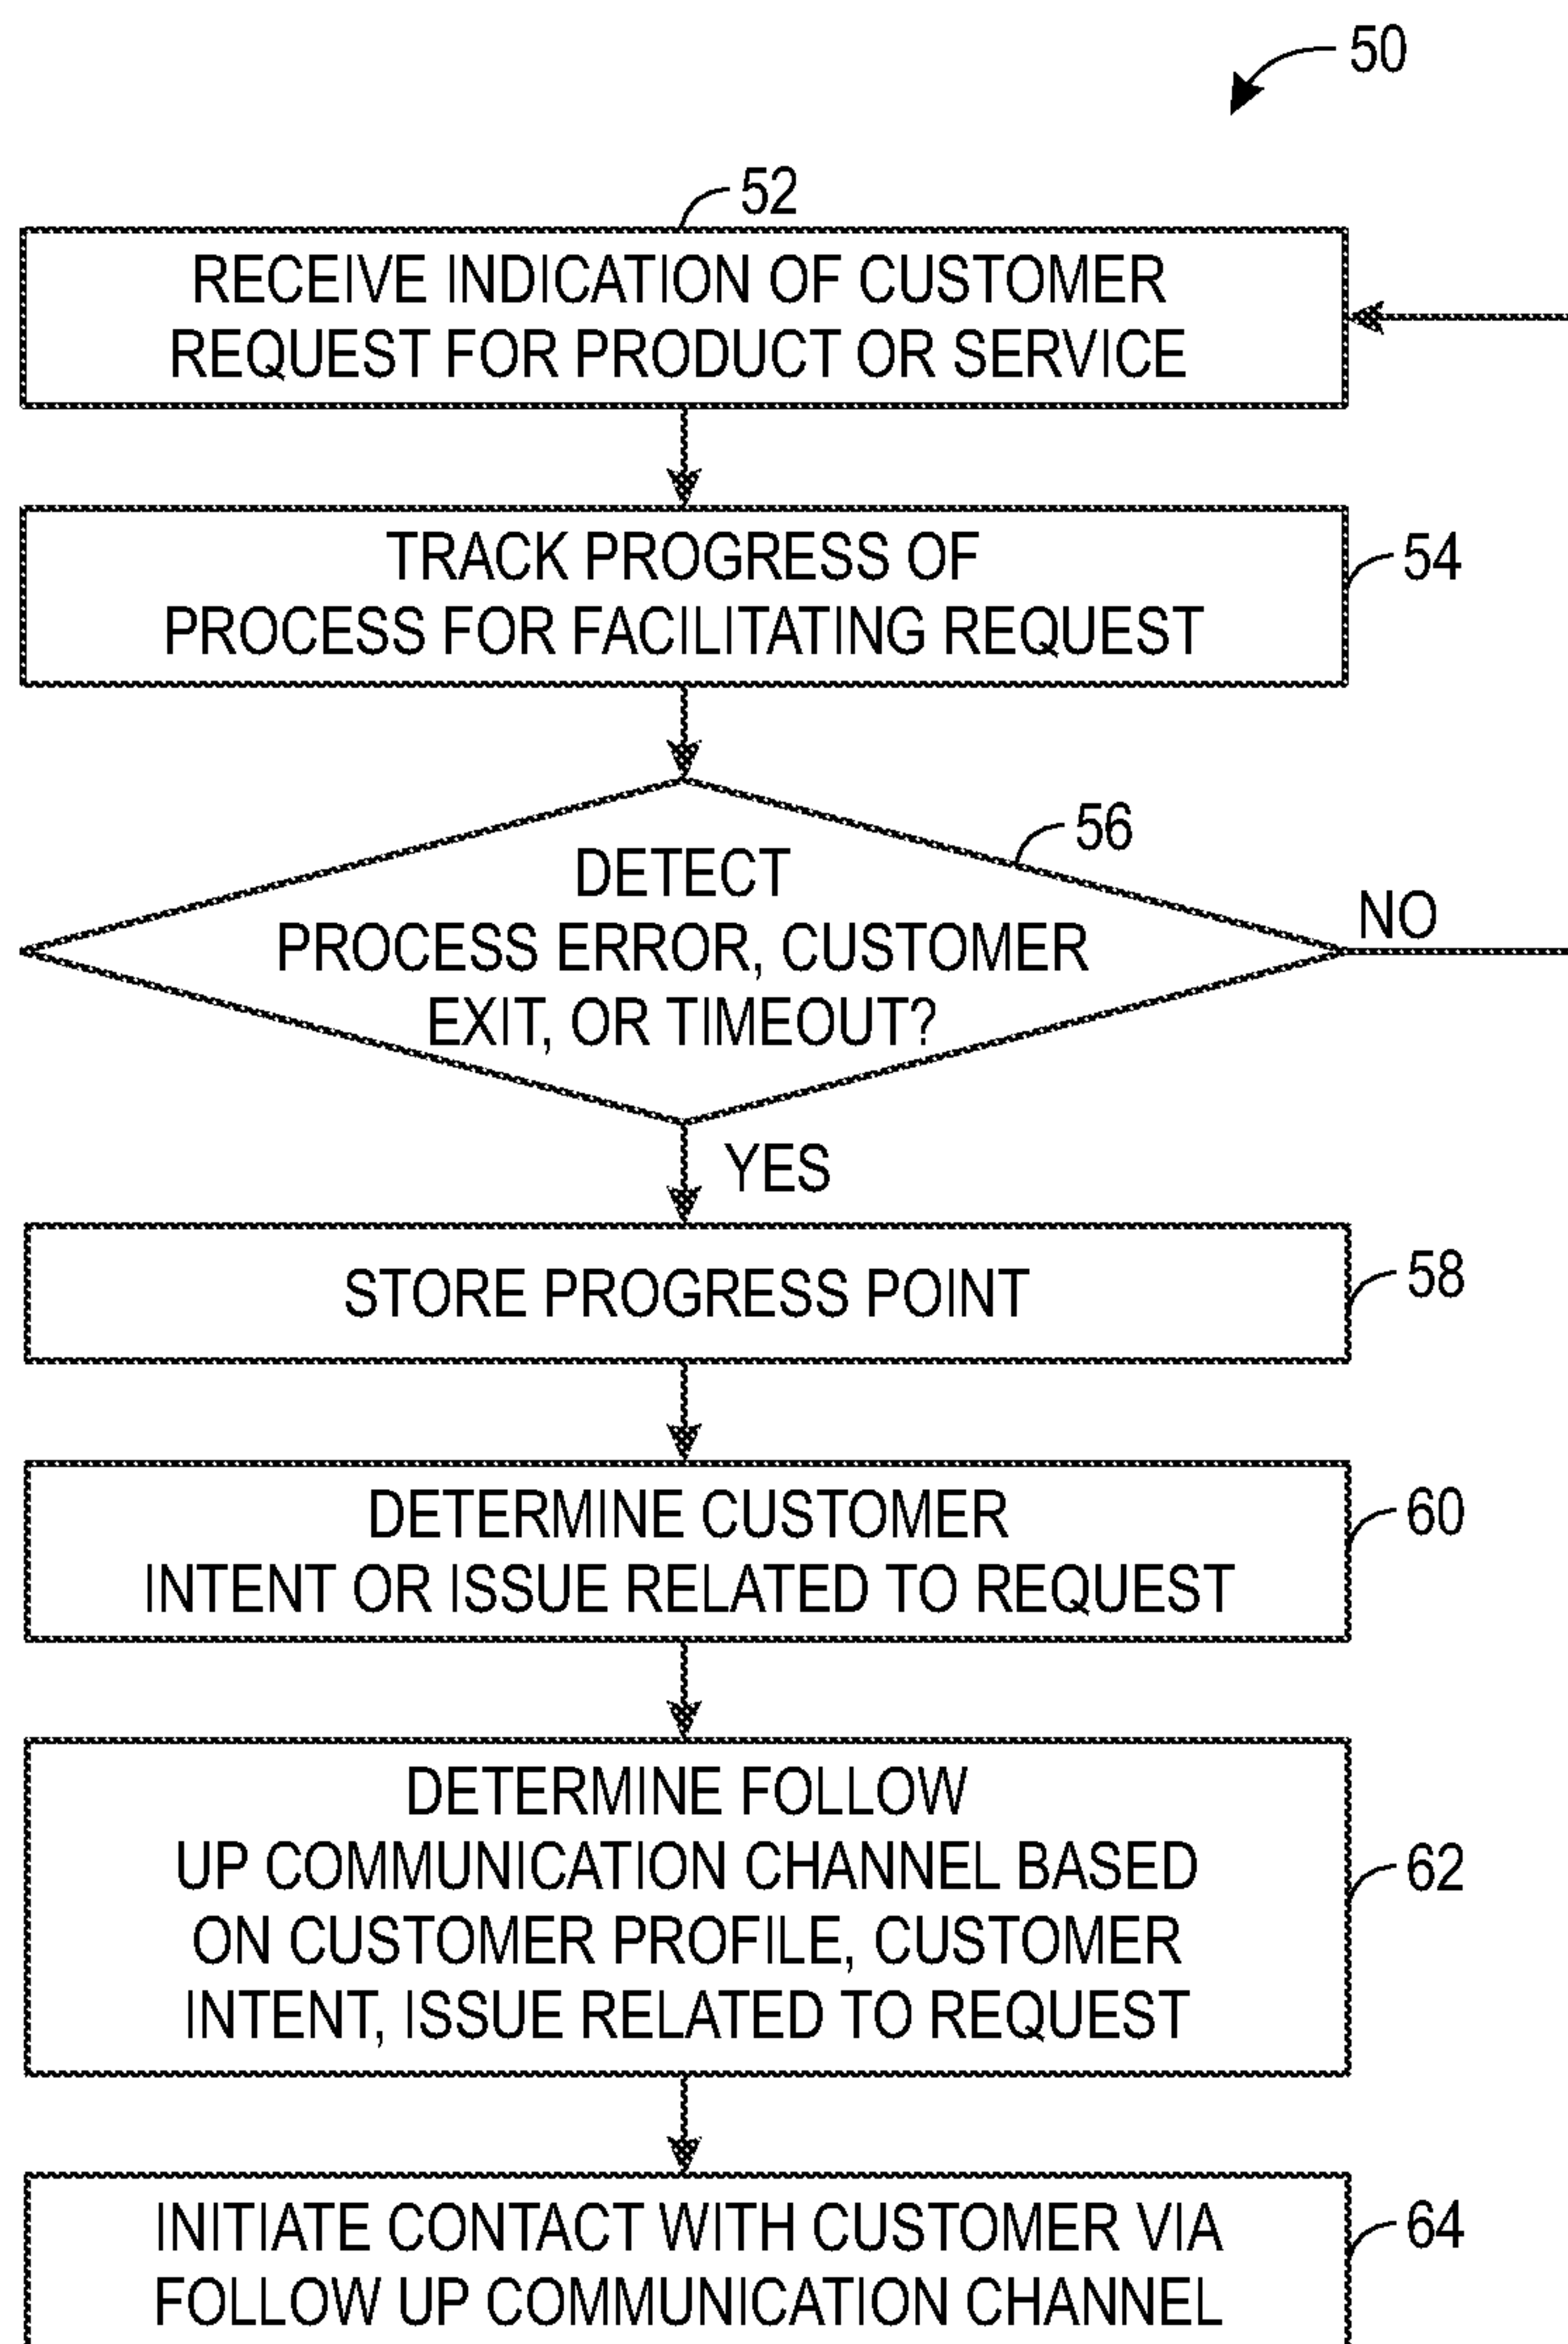 50
52
RECEIVE INDICATION OF CUSTOMER
REQUEST FOR PRODUCT OR SERVICE
TRACK PROGRESS OF
PROCESS FOR FACILITATING REQUEST
54
56
DETECT
PROCESS ERROR, CUSTOMER
EXIT, OR TIMEOUT?
NO
YES
STORE PROGRESS POINT
58
DETERMINE CUSTOMER
INTENT OR ISSUE RELATED TO REQUEST
60
DETERMINE FOLLOW
UP COMMUNICATION CHANNEL BASED
ON CUSTOMER PROFILE, CUSTOMER
INTENT, ISSUE RELATED TO REQUEST
62
INITIATE CONTACT WITH CUSTOMER VIA
FOLLOW UP COMMUNICATION CHANNEL
64